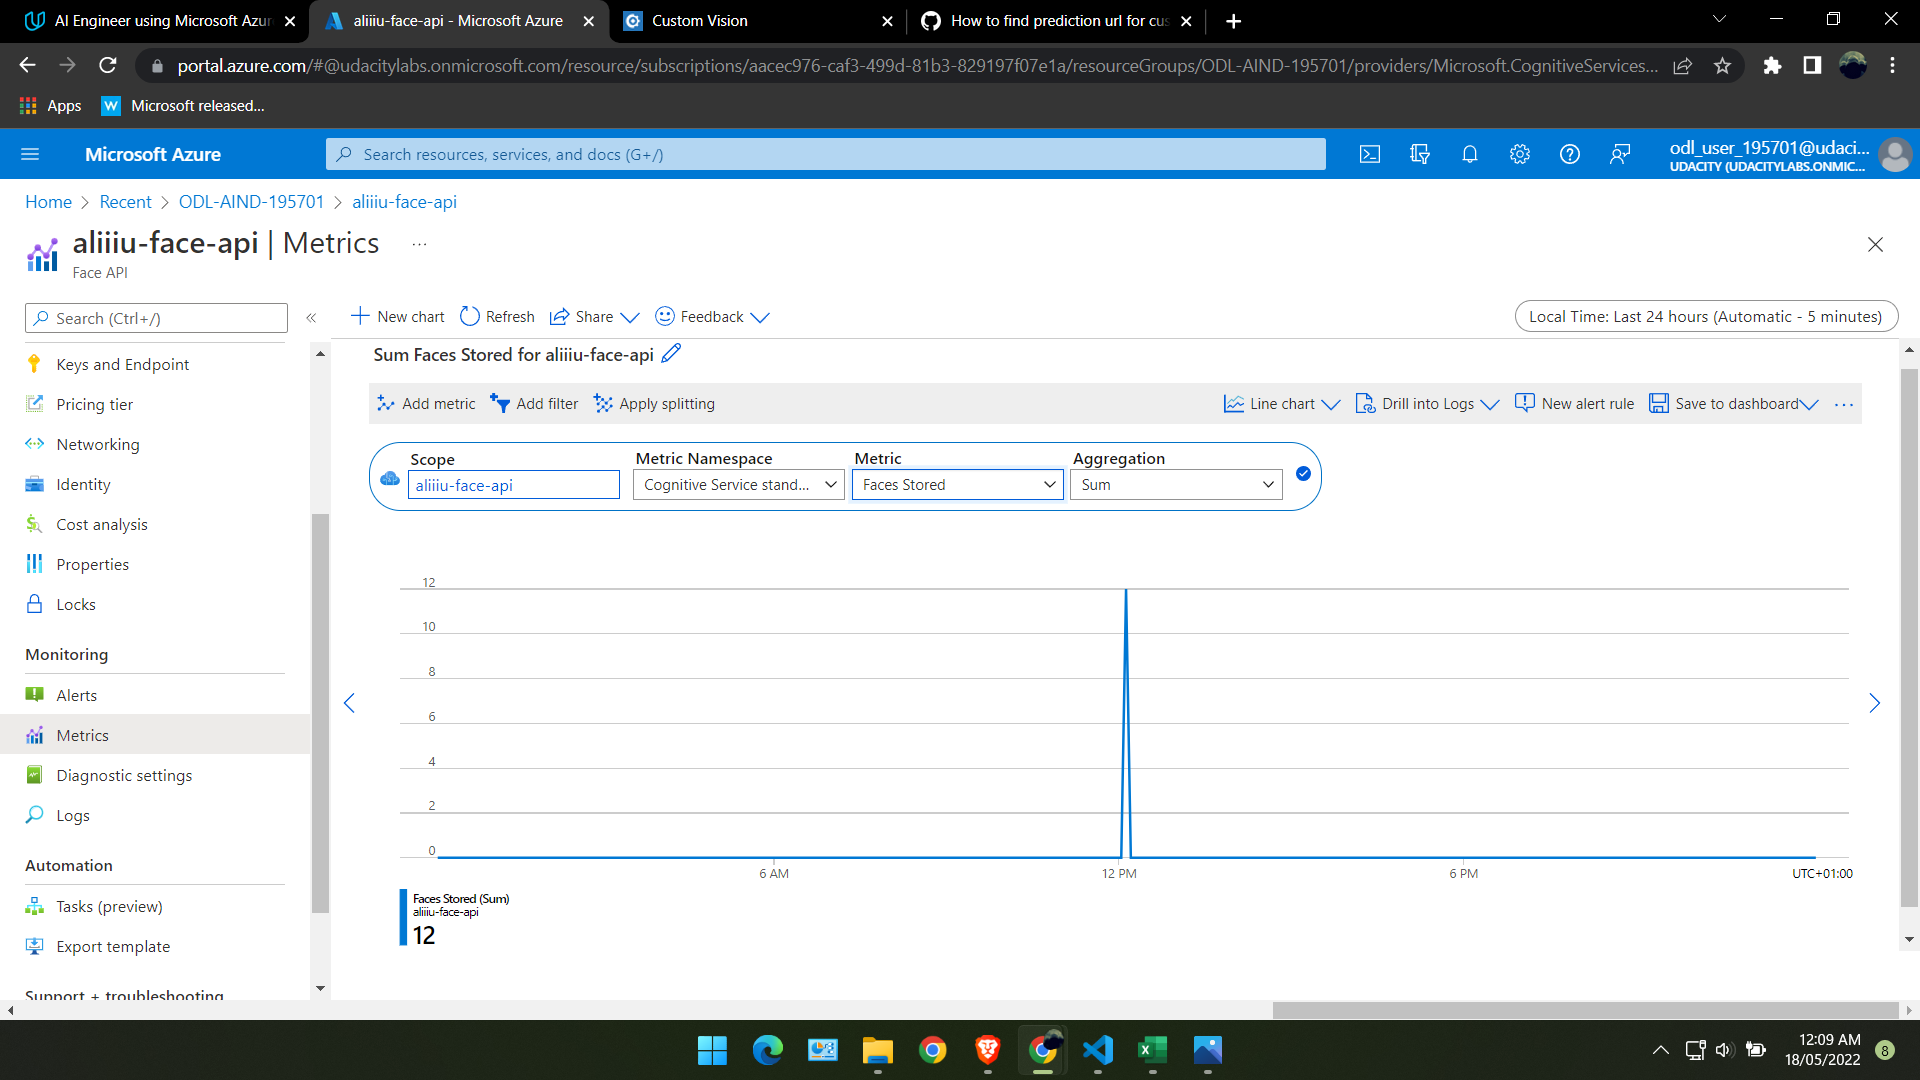 AI Engineer using Microsoft Azur
aliiiu-face-api - Microsoft Azure
Custom Vision
How to find prediction url for cus
portal.azure.com/#@udacitylabs.onmicrosoft.com/resource/subscriptions/aacec976-caf3-499d-81b3-829197f07e1a/resourceGroups/ODL-AIND-195701/providers/Microsoft.CognitiveServices...
Apps
Microsoft released...
Microsoft Azure
Search resources, services, and docs (G+/)
odl_user_195701@udaci...
UDACITY (UDACITYLABS.ONMIC...
Home > Recent > ODL-AIND-195701 > aliiiu-face-api
aliiiu-face-api | Metrics ...
Face API
Search (Ctrl+/)
«
New chart
Refresh
Share
Feedback
Local Time: Last 24 hours (Automatic - 5 minutes)
Keys and Endpoint
Pricing tier
Networking
Identity
Cost analysis
Properties
Locks
Monitoring
Alerts
Metrics
Diagnostic settings
Logs
Automation
Tasks (preview)
Export template
Support + troubleshooting
Sum Faces Stored for aliiiu-face-api
Add metric
Add filter
Apply splitting
Line chart
Drill into Logs
New alert rule
Save to dashboard
...
Scope
aliiiu-face-api
Metric Namespace
Cognitive Service stand...
Metric
Faces Stored
Aggregation
Sum
12
10
8
6
4
2
0
6 AM
12 PM
6 PM
UTC+01:00
Faces Stored (Sum)
aliiiu-face-api
12
12:09 AM
18/05/2022
8